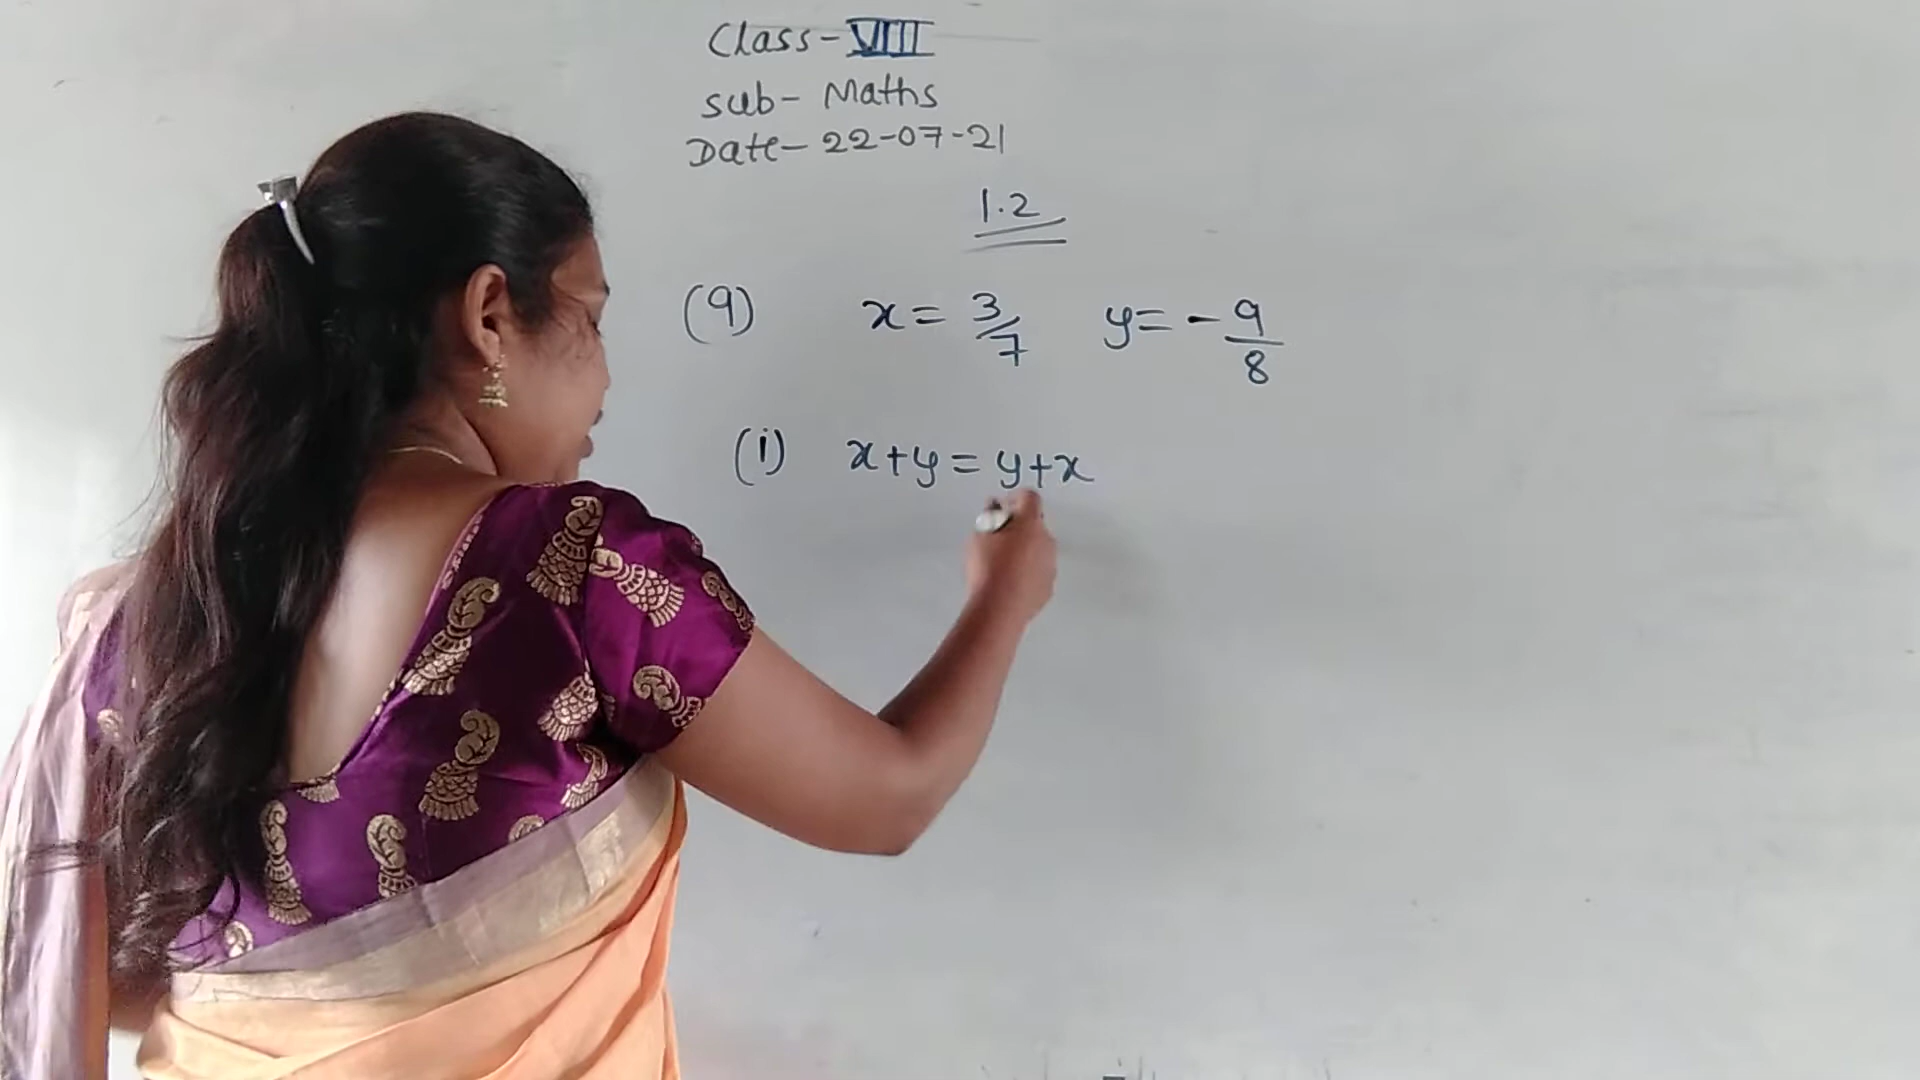 Class-VIII
Sub- Maths
Date- 22-07-21
1.2
(9) x = 3/7 y = - 9/8
(i) x+y = y+x